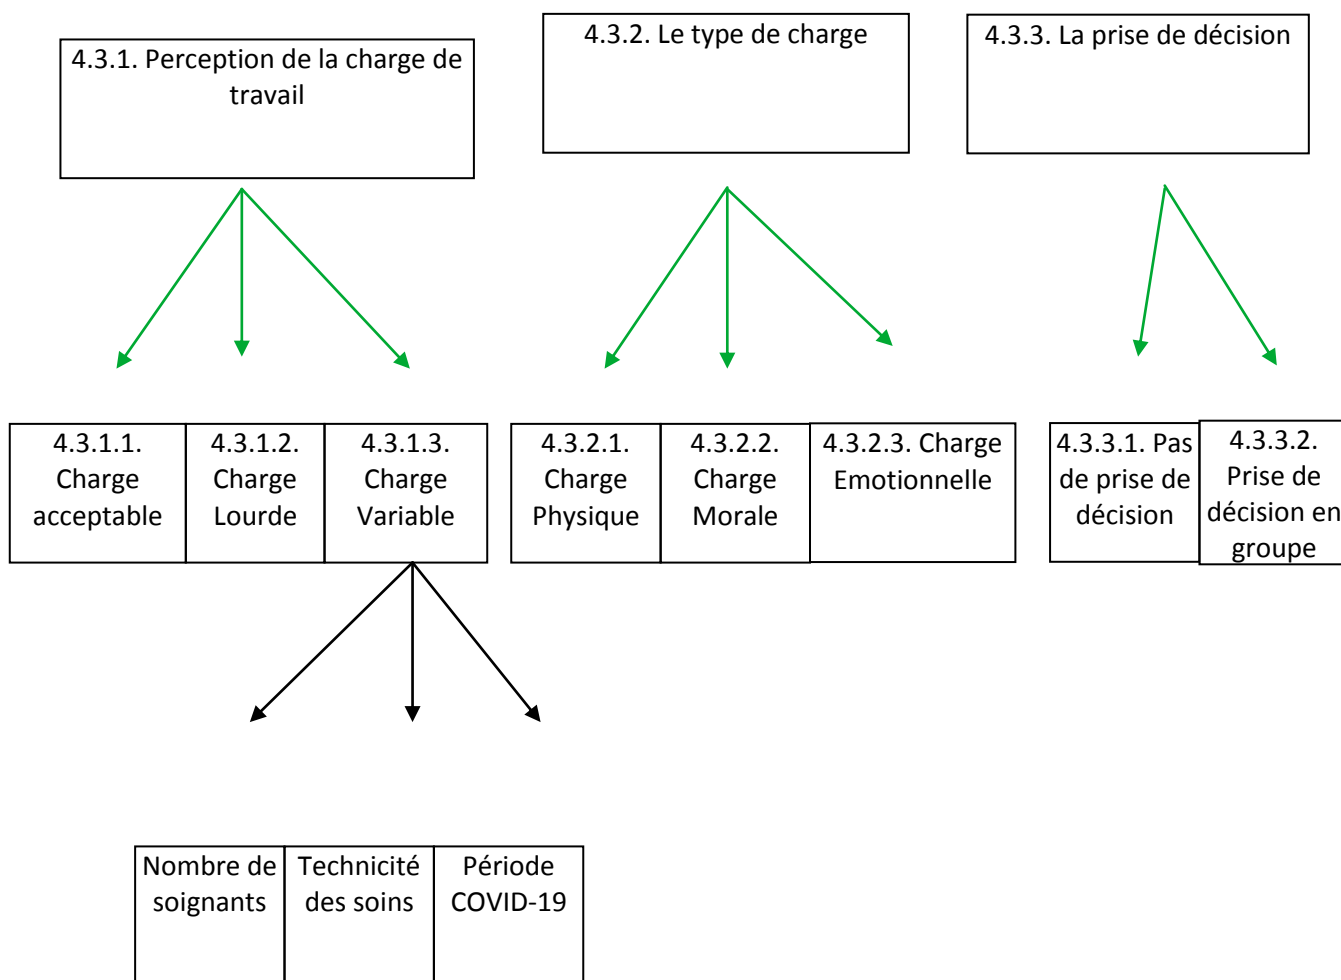 4.3.1. Perception de la charge de
travail
4.3.2. Le type de charge
4.3.3. La prise de décision
4.3.1.1.
Charge
acceptable
4.3.1.2.
Charge
Lourde
4.3.1.3.
Charge
Variable
4.3.2.1.
Charge
Physique
4.3.2.2.
Charge
Morale
4.3.2.3. Charge
Emotionnelle
4.3.3.1. Pas
de prise de
décision
4.3.3.2.
Prise de
décision en
groupe
Nombre de
soignants
Technicité
des soins
Période
COVID-19